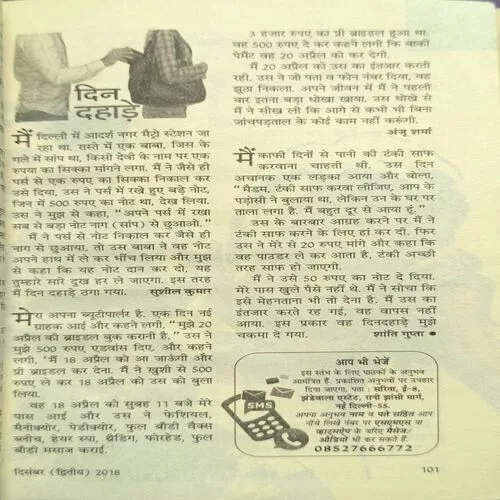 दिन
दहाड़े
मैं दिल्ली में आदर्श नगर मैट्रो स्टेशन जा
रहा था. रास्ते में एक बाबा, जिस के
गले में सांप था, किसी देवी के नाम पर एक
रुपया का सिक्का मांगने लगा. मैं ने जैसे ही
पर्स से एक रुपए का सिक्का निकाल कर
उसे दिया, उस ने पर्स में रखे हुए बड़े नोट,
जिन में 500 रुपए का नोट था, देख लिया.
उस ने मुझ से कहा, "अपने पर्स में रखा
सब से बड़ा नोट नाग (सांप) से छुआओ."
मैं ने पर्स से नोट निकाल कर जैसे ही
नाग से छूआया, तो उस बाबा ने वह नोट
अपने हाथ में ले कर भींच लिया और मुझ
से कहा कि यह नोट दान कर दो, यह
तुम्हारे सारे दुख हर ले जाएगा. इस तरह
मैं दिन दहाड़े ठगा गया. सुशील कुमार
मेरा अपना ब्यूटीपार्लर है. एक दिन नई
ग्राहक आई और कहने लगी, "मुझे 20
अप्रैल की ब्राइडल बुक करानी है," उस ने
मुझे 500 रुपए एडवांस दिए. और कहने
लगी, 'मैं 18 अप्रैल को आ जाऊंगी और
प्री ब्राइडल कर देना. मैं ने खुशी से 500
रुपए ले कर 18 अप्रैल को उस को बुला
लिया.
वह 18 अप्रैल को सुबह 11 बजे मेरे
पास आई और उस ने फेशियल,
मैनीक्योर, पेडीक्योर, फुल बौडी वैक्स
ब्लीच, हेयर स्पा, थ्रैडिंग, फोरहेड, फुल
बौडी मसाज कराई.
3 हजार रुपए का प्री ब्राइडल हुआ था.
वह 500 रुपए दे कर कहने लगी कि बाकी
पेमैंट वह 20 अप्रैल को कर देगी.
मैं 20 अप्रैल को उस का इंतजार करती
रही. उस ने जो पता व फोन नंबर दिया, वह
झूठा निकला. अपने जीवन में मैं ने पहली
बार इतना बड़ा धोखा खाया. उस धोखे से
मैं ने सीख ली कि आगे से कभी भी बिना
जांचपड़ताल के कोई काम नहीं करूंगी.
अंजू शर्मा
मैं काफी दिनों से पानी की टंकी साफ
करवाना चाहती थी. उस दिन
अचानक एक लड़का आया और बोला,
"मैडम, टंकी साफ करवा लीजिए, आप के
पड़ोसी ने बुलाया था, लेकिन उन के घर पर
ताला लगा है. मैं बहुत दूर से आया हूं."
उस के बारबार आग्रह करने पर मैं ने
टंकी साफ करने के लिए हां कर दी. फिर
उस ने मेरे से 20 रुपए मांगे और कहा कि
वह पाउडर ले कर आता है, टंकी अच्छी
तरह साफ हो जाएगी.
मैं ने उसे 50 रुपए का नोट दे दिया.
मेरे पास खुले पैसे नहीं थे. मैं ने सोचा कि
इसे मेहनताना भी तो देना है. मैं उस का
इंतजार करते रह गई, वह वापस नहीं
आया. इस प्रकार वह दिनदहाड़े मुझे
चकमा दे गया. शांति गुप्ता •
आप भी भेजें
इस स्तंभ के लिए पाठकों के अनुभव
आमंत्रित हैं. प्रकाशित अनुभवों पर उपहार
दिया जाएगा. पता : सरिता, ई-8,
झंडेवाला एस्टेट, रानी झांसी मार्ग,
नई दिल्ली-55.
अपना अनुभव नाम व पते सहित आप
नीचे लिखे नंबर पर एसएमएस या
व्हाट्सऐप के जरिए मैसेज/
औडियो भी कर सकते हैं.
08527666772
SMS
दिसंबर (द्वितीय) 2018
101